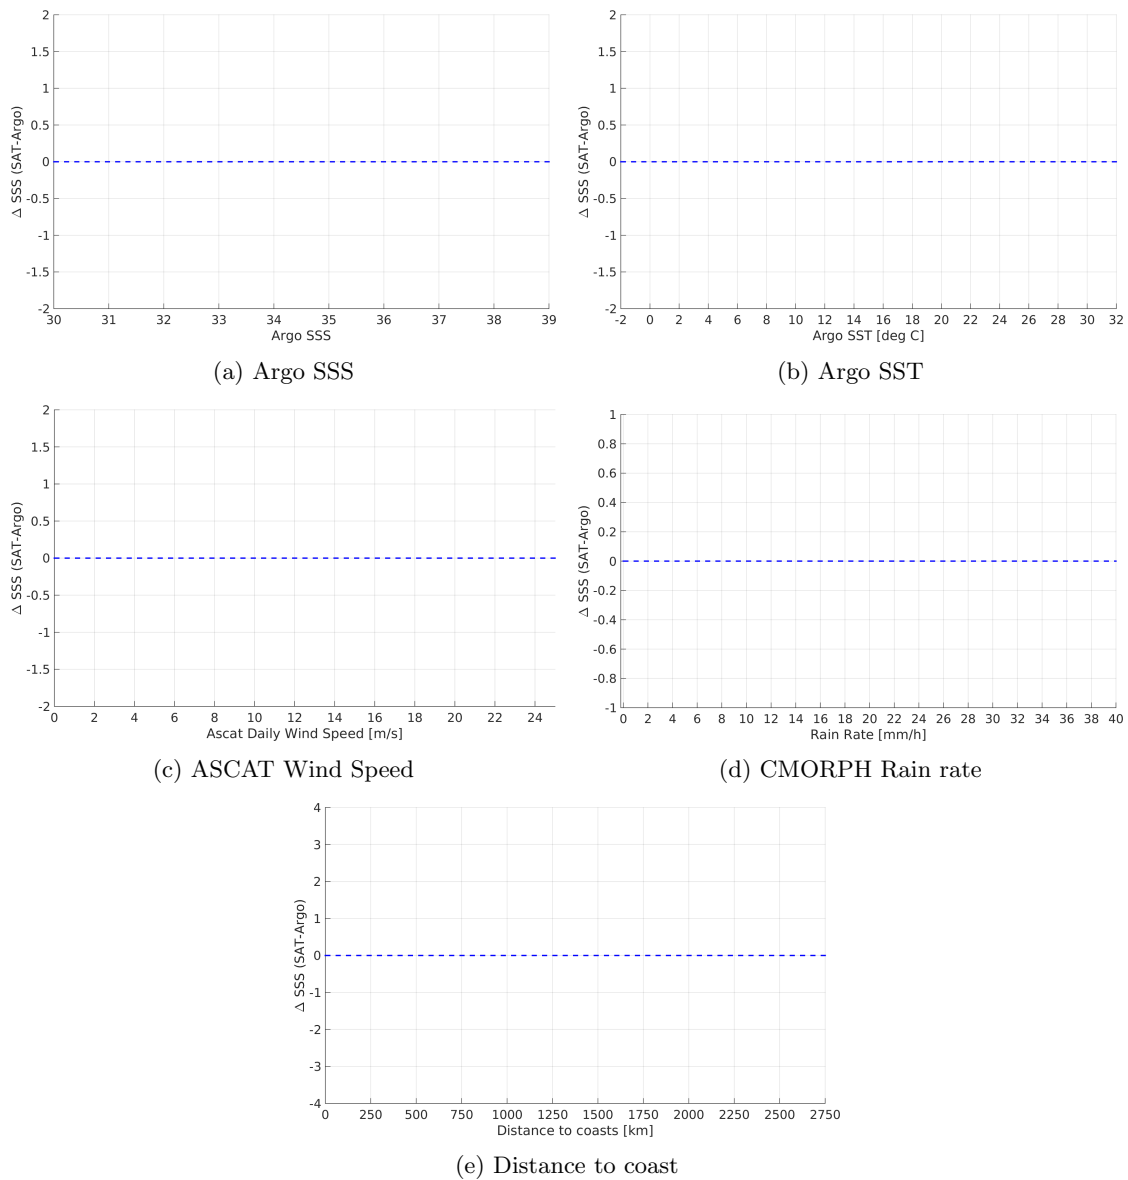 2
1.5
1
0.5
0
-0.5
-1
-1.5
-2
Δ SSS (SAT-Argo)
30 31 32 33 34 35 36 37 38 39
Argo SSS
(a) Argo SSS
2
1.5
1
0.5
0
-0.5
-1
-1.5
-2
Δ SSS (SAT-Argo)
-2 0 2 4 6 8 10 12 14 16 18 20 22 24 26 28 30 32
Argo SST [deg C]
(b) Argo SST
2
1.5
1
0.5
0
-0.5
-1
-1.5
-2
Δ SSS (SAT-Argo)
0 2 4 6 8 10 12 14 16 18 20 22 24
Ascat Daily Wind Speed [m/s]
(c) ASCAT Wind Speed
1
0.8
0.6
0.4
0.2
0
-0.2
-0.4
-0.6
-0.8
-1
Δ SSS (SAT-Argo)
0 2 4 6 8 10 12 14 16 18 20 22 24 26 28 30 32 34 36 38 40
Rain Rate [mm/h]
(d) CMORPH Rain rate
4
3
2
1
0
-1
-2
-3
-4
Δ SSS (SAT-Argo)
0 250 500 750 1000 1250 1500 1750 2000 2250 2500 2750
Distance to coasts [km]
(e) Distance to coast